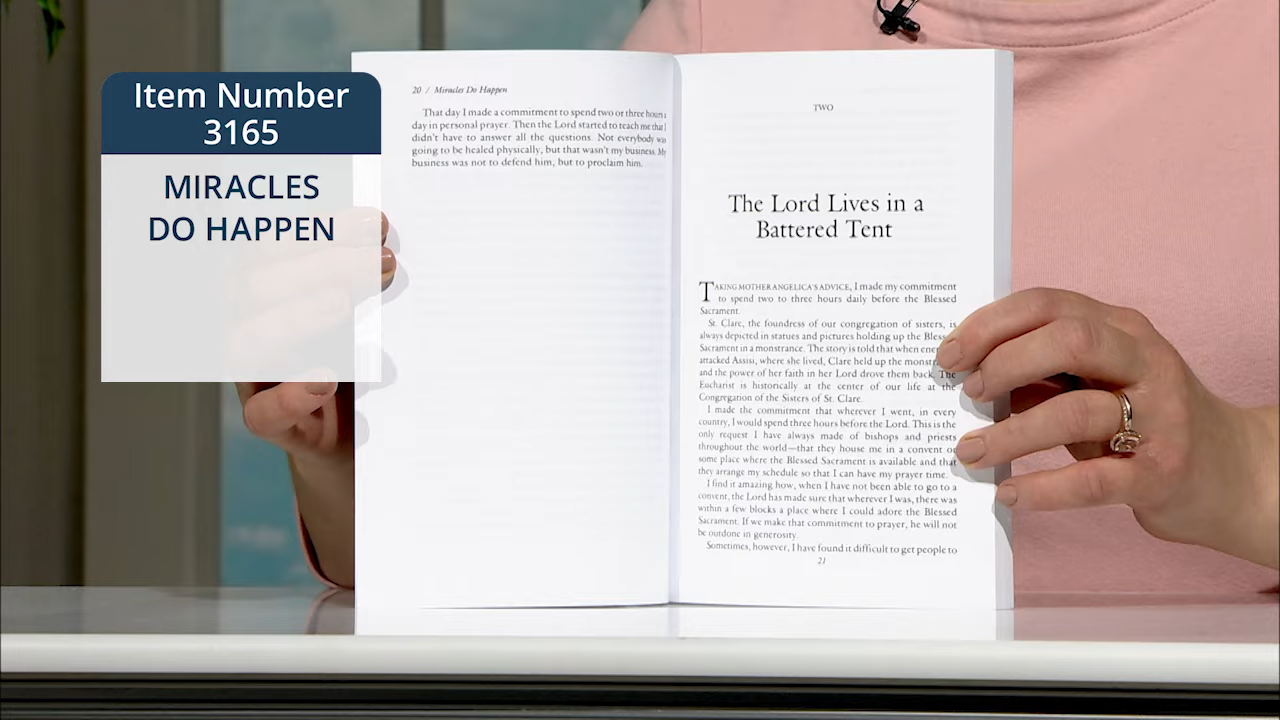 Item Number
3165
MIRACLES
DO HAPPEN
20 / Miracles Do Happen
That day I made a commitment to spend two or three hours a
day in personal prayer. Then the Lord started to teach me that I
didn't have to answer all the questions. Not everybody was
going to be healed physically, but that wasn't my business. My
business was not to defend him, but to proclaim him.
TWO
The Lord Lives in a
Battered Tent
TAKING MOTHER ANGELICA'S ADVICE, I made my commitment
to spend two to three hours daily before the Blessed
Sacrament.
St. Clare, the foundress of our congregation of sisters, is
always depicted in statues and pictures holding up the Bless
Sacrament in a monstrance. The story is told that when ene
attacked Assisi, where she lived, Clare held up the monstr
and the power of her faith in her Lord drove them back. The
Eucharist is historically at the center of our life at the
Congregation of the Sisters of St. Clare.
I made the commitment that wherever I went, in every
country, I would spend three hours before the Lord. This is the
only request I have always made of bishops and priests
throughout the world—that they house me in a convent o
some place where the Blessed Sacrament is available and that
they arrange my schedule so that I can have my prayer time.
I find it amazing how, when I have not been able to go to a
convent, the Lord has made sure that wherever I was, there was
within a few blocks a place where I could adore the Blessed
Sacrament. If we make that commitment to prayer, he will not
be outdone in generosity.
Sometimes, however, I have found it difficult to get people to
21